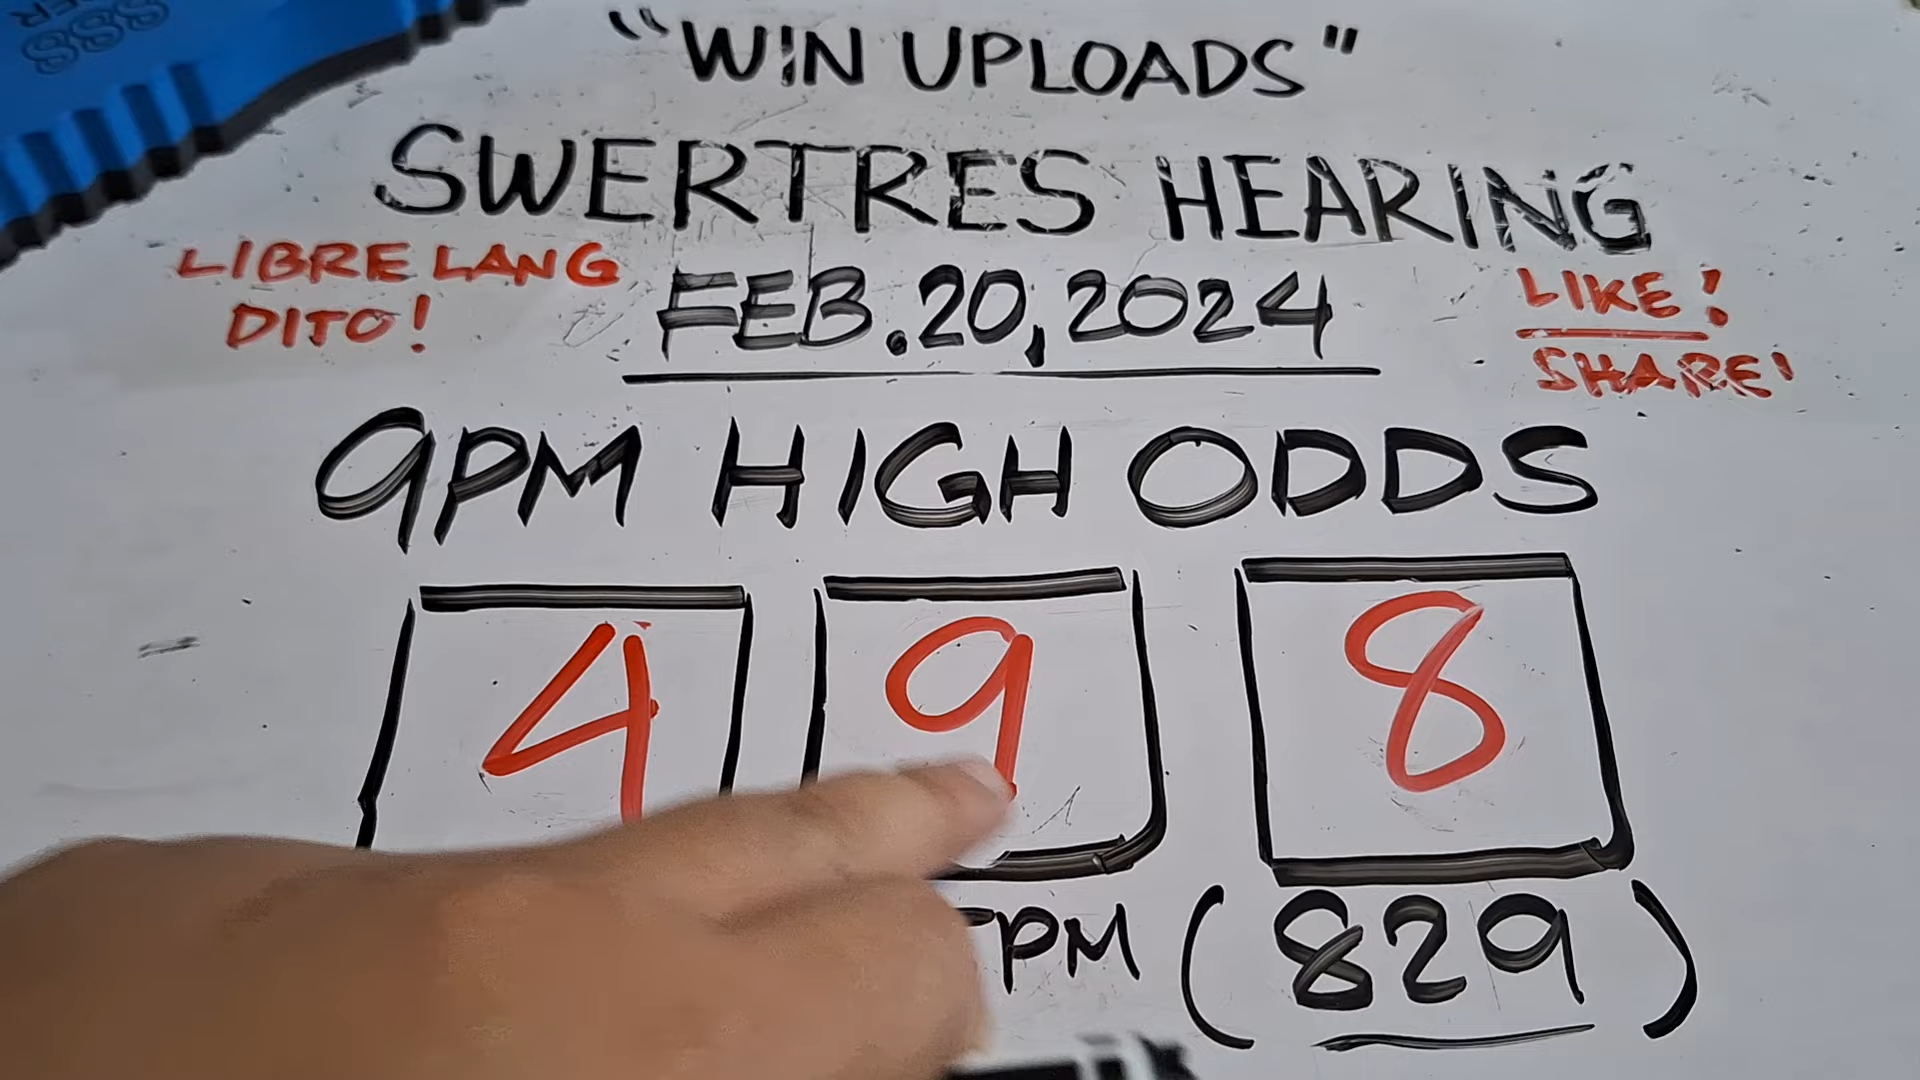 "WIN UPLOADS"
SWERTRES HEARING
LIBRE LANG
DITO!
FEB.20,2024
LIKE!
SHARE!
9PM HIGH ODDS
4 9 8
PM (829)